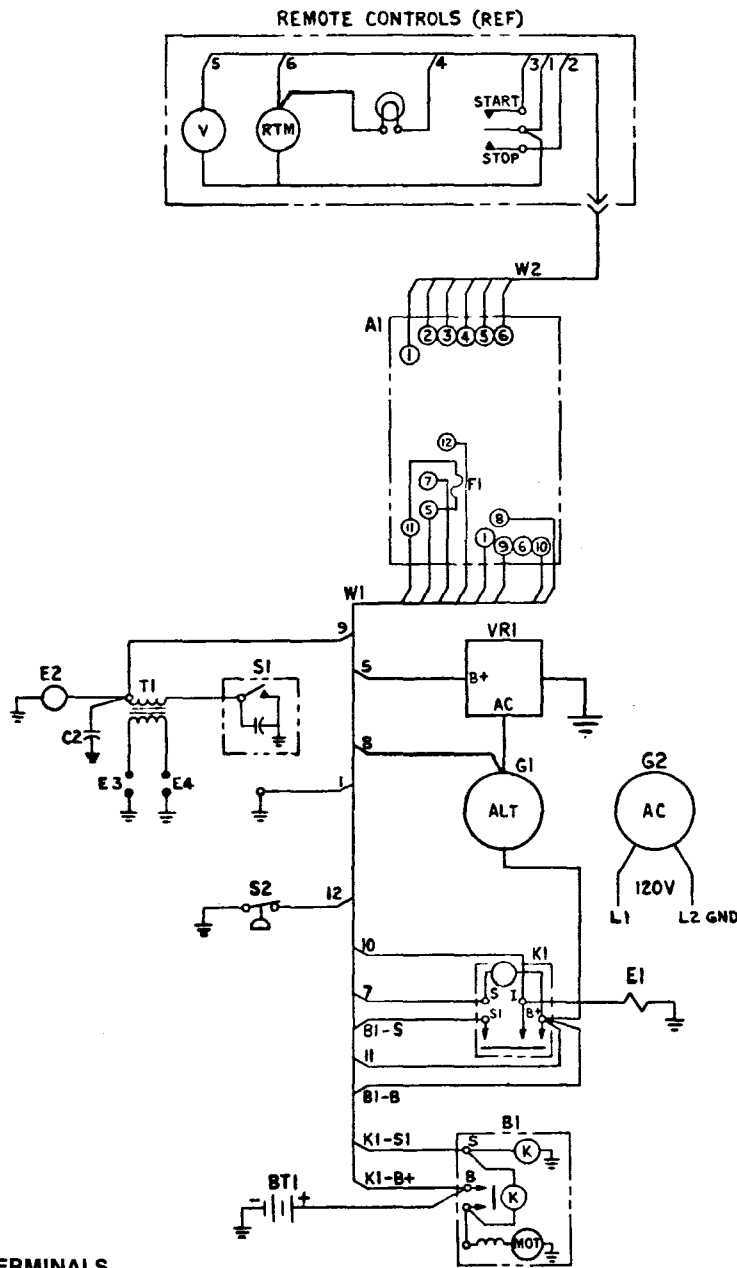 REMOTE CONTROLS (REF)
5 6 4 3 1 2
V RTM START
STOP
W2
A1
2 3 4 5 6
1
12
7 F1
5 8
11 1 9 6 10
W1
9
VR1
E2 T1 S1 5 B+
AC
C2
8 G1 G2
E3 E4 1 ALT AC
120V
S2 12 L1 L2 GND
10 K1
7 S I E1
B1-S S1 B+
11
B1-B
B1
K1-S1 S K
BT1 K1-B+ B
- + K
MOT
TERMINALS